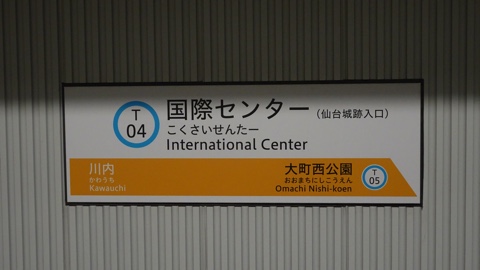 T
04
国際センター（仙台城跡入口）
こくさいせんたー
International Center
川内
かわうち
Kawauchi
大町西公園
おおまちにしこうえん
Omachi Nishi-koen
T
05